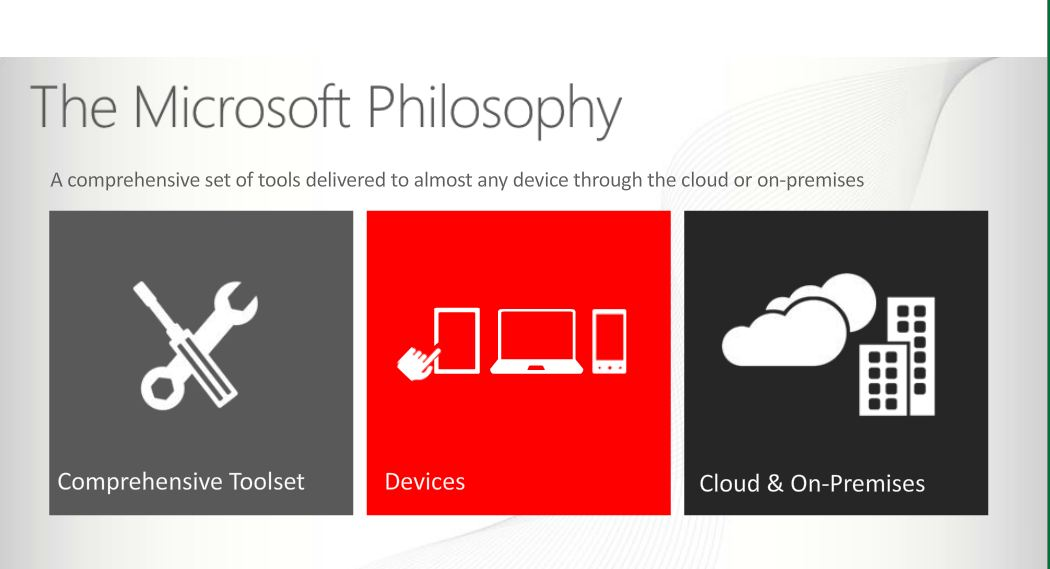 The Microsoft Philosophy
A comprehensive set of tools delivered to almost any device through the cloud or on-premises
Comprehensive Toolset
Devices
Cloud & On-Premises